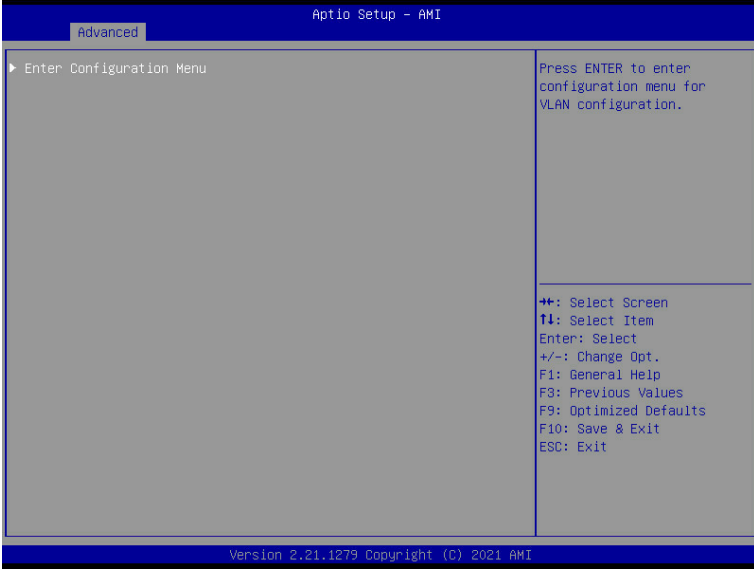 Aptio Setup – AMI
Advanced
▶ Enter Configuration Menu
Press ENTER to enter
configuration menu for
VLAN configuration.
→←: Select Screen
↑↓: Select Item
Enter: Select
+/-: Change Opt.
F1: General Help
F3: Previous Values
F9: Optimized Defaults
F10: Save & Exit
ESC: Exit
Version 2.21.1279 Copyright (C) 2021 AMI